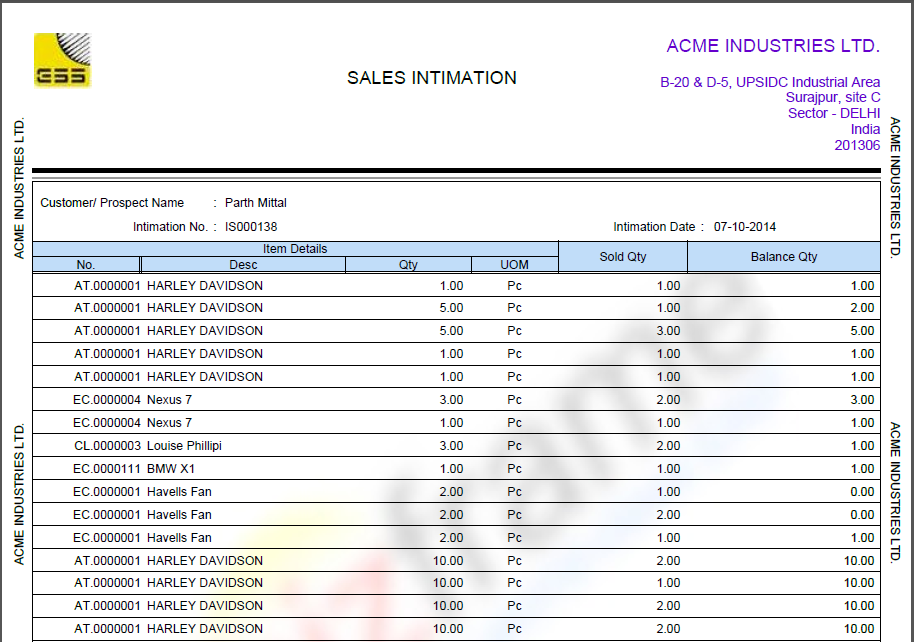 ESS
SALES INTIMATION
ACME INDUSTRIES LTD.
B-20 & D-5, UPSIDC Industrial Area
Surajpur, site C
Sector - DELHI
India
201306
ACME INDUSTRIES LTD.
ACME INDUSTRIES LTD.
ACME INDUSTRIES LTD.
ACME INDUSTRIES LTD.
Customer/ Prospect Name : Parth Mittal
Intimation No. : IS000138 Intimation Date : 07-10-2014
Item Details Sold Qty Balance Qty
No. Desc Qty UOM
AT.0000001 HARLEY DAVIDSON 1.00 Pc 1.00 1.00
AT.0000001 HARLEY DAVIDSON 5.00 Pc 1.00 2.00
AT.0000001 HARLEY DAVIDSON 5.00 Pc 3.00 5.00
AT.0000001 HARLEY DAVIDSON 1.00 Pc 1.00 1.00
AT.0000001 HARLEY DAVIDSON 1.00 Pc 1.00 1.00
EC.0000004 Nexus 7 3.00 Pc 2.00 3.00
EC.0000004 Nexus 7 1.00 Pc 1.00 1.00
CL.0000003 Louise Phillipi 3.00 Pc 2.00 1.00
EC.0000111 BMW X1 1.00 Pc 1.00 1.00
EC.0000001 Havells Fan 2.00 Pc 1.00 0.00
EC.0000001 Havells Fan 2.00 Pc 2.00 0.00
EC.0000001 Havells Fan 2.00 Pc 1.00 1.00
AT.0000001 HARLEY DAVIDSON 10.00 Pc 2.00 10.00
AT.0000001 HARLEY DAVIDSON 10.00 Pc 1.00 10.00
AT.0000001 HARLEY DAVIDSON 10.00 Pc 2.00 10.00
AT.0000001 HARLEY DAVIDSON 10.00 Pc 2.00 10.00
frame